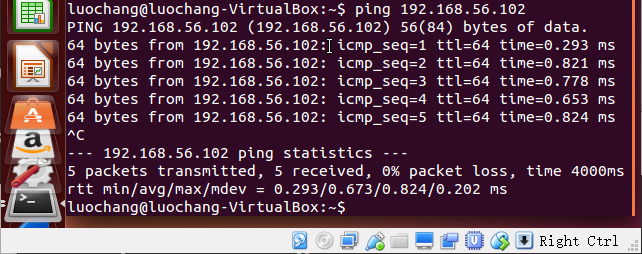 luochang@luochang-VirtualBox:~$ ping 192.168.56.102
PING 192.168.56.102 (192.168.56.102) 56(84) bytes of data.
64 bytes from 192.168.56.102: icmp_seq=1 ttl=64 time=0.293 ms
64 bytes from 192.168.56.102: icmp_seq=2 ttl=64 time=0.821 ms
64 bytes from 192.168.56.102: icmp_seq=3 ttl=64 time=0.778 ms
64 bytes from 192.168.56.102: icmp_seq=4 ttl=64 time=0.653 ms
64 bytes from 192.168.56.102: icmp_seq=5 ttl=64 time=0.824 ms
^C
--- 192.168.56.102 ping statistics ---
5 packets transmitted, 5 received, 0% packet loss, time 4000ms
rtt min/avg/max/mdev = 0.293/0.673/0.824/0.202 ms
luochang@luochang-VirtualBox:~$
Right Ctrl